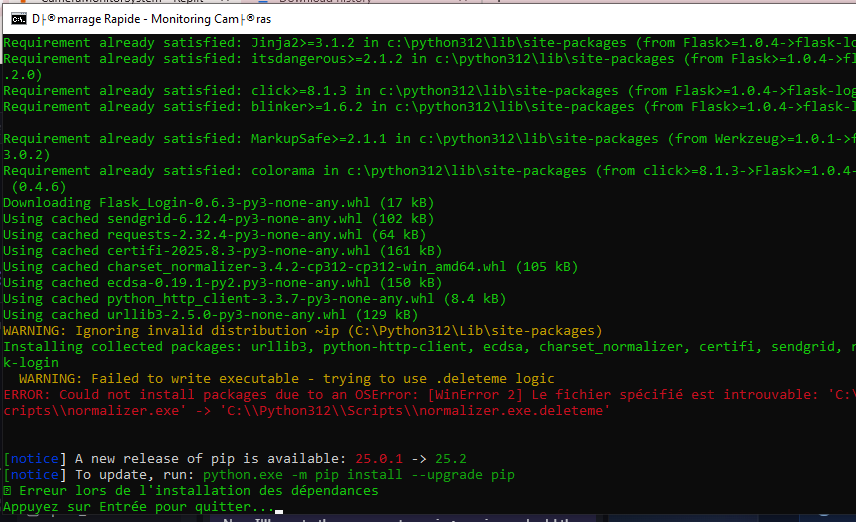 D├®marrage Rapide - Monitoring Cam├®ras
Requirement already satisfied: Jinja2>=3.1.2 in c:\python312\lib\site-packages (from Flask>=1.0.4->flask-lo
Requirement already satisfied: itsdangerous>=2.1.2 in c:\python312\lib\site-packages (from Flask>=1.0.4->fl
.2.0)
Requirement already satisfied: click>=8.1.3 in c:\python312\lib\site-packages (from Flask>=1.0.4->flask-log
Requirement already satisfied: blinker>=1.6.2 in c:\python312\lib\site-packages (from Flask>=1.0.4->flask-l
Requirement already satisfied: MarkupSafe>=2.1.1 in c:\python312\lib\site-packages (from Werkzeug>=1.0.1->f
3.0.2)
Requirement already satisfied: colorama in c:\python312\lib\site-packages (from click>=8.1.3->Flask>=1.0.4-
(0.4.6)
Downloading Flask_Login-0.6.3-py3-none-any.whl (17 kB)
Using cached sendgrid-6.12.4-py3-none-any.whl (102 kB)
Using cached requests-2.32.4-py3-none-any.whl (64 kB)
Using cached certifi-2025.8.3-py3-none-any.whl (161 kB)
Using cached charset_normalizer-3.4.2-cp312-cp312-win_amd64.whl (105 kB)
Using cached ecdsa-0.19.1-py2.py3-none-any.whl (150 kB)
Using cached python_http_client-3.3.7-py3-none-any.whl (8.4 kB)
Using cached urllib3-2.5.0-py3-none-any.whl (129 kB)
WARNING: Ignoring invalid distribution ~ip (C:\Python312\Lib\site-packages)
Installing collected packages: urllib3, python-http-client, ecdsa, charset_normalizer, certifi, sendgrid, r
k-login
WARNING: Failed to write executable - trying to use .deleteme logic
ERROR: Could not install packages due to an OSError: [WinError 2] Le fichier spécifié est introuvable: 'C:\
cripts\\normalizer.exe' -> 'C:\\Python312\\Scripts\\normalizer.exe.deleteme'
[notice] A new release of pip is available: 25.0.1 -> 25.2
[notice] To update, run: python.exe -m pip install --upgrade pip
Erreur lors de l'installation des dépendances
Appuyez sur Entrée pour quitter...